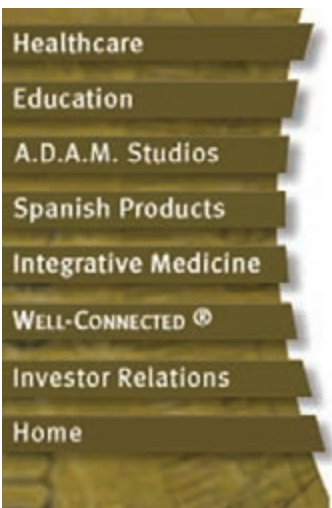 Healthcare
Education
A.D.A.M. Studios
Spanish Products
Integrative Medicine
WELL-CONNECTED ®
Investor Relations
Home